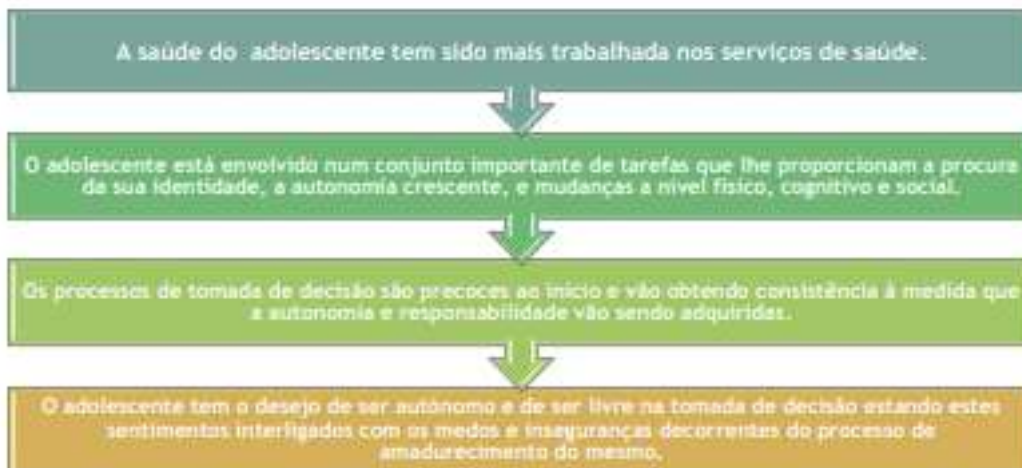 A saúde do adolescente tem sido mais trabalhada nos serviços de saúde.
O adolescente está envolvido num conjunto importante de tarefas que lhe proporcionam a procura
da sua identidade, a autonomia crescente, e mudanças a nível físico, cognitivo e social.
Os processos de tomada de decisão são precoces ao início e vão obtendo consistência à medida que
a autonomia e responsabilidade vão sendo adquiridas.
O adolescente tem o desejo de ser autónomo e de ser livre na tomada de decisão estando estes
sentimentos interligados com os medos e inseguranças decorrentes do processo de
amadurecimento do mesmo.